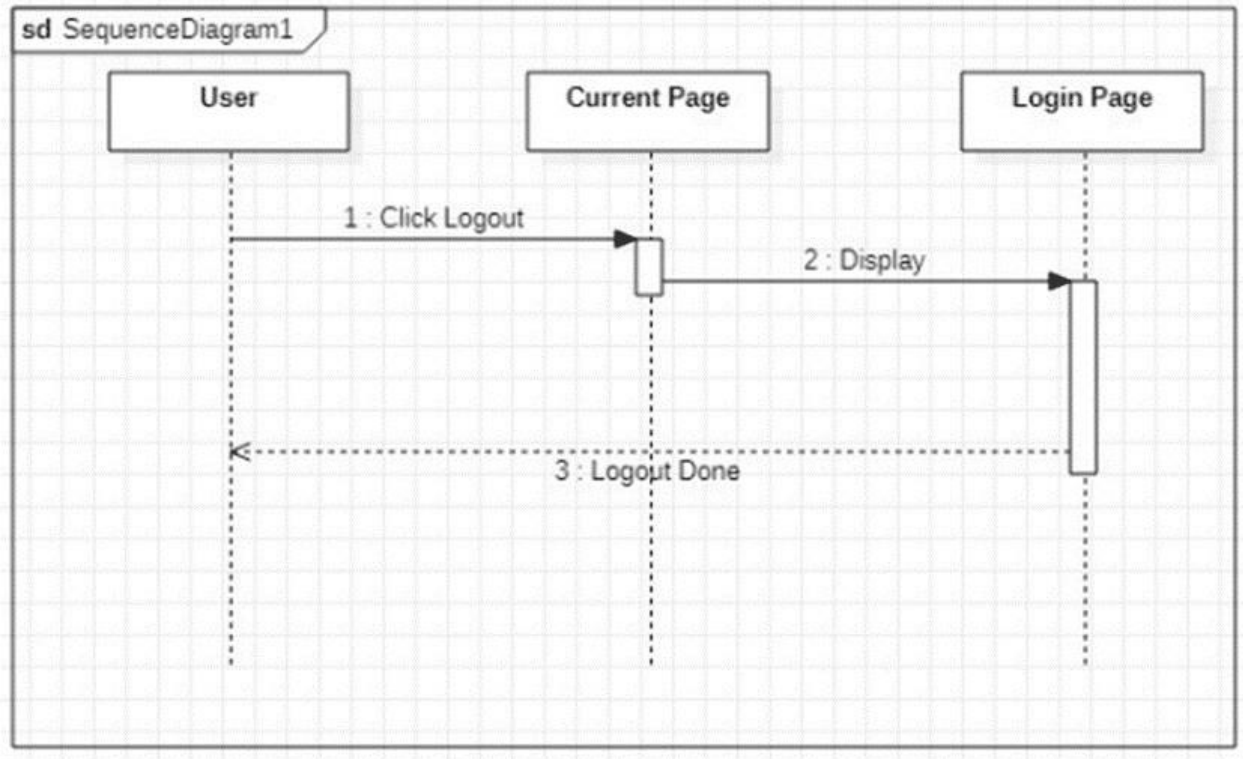 sd SequenceDiagram1
User
Current Page
Login Page
1 : Click Logout
2 : Display
3 : Logout Done